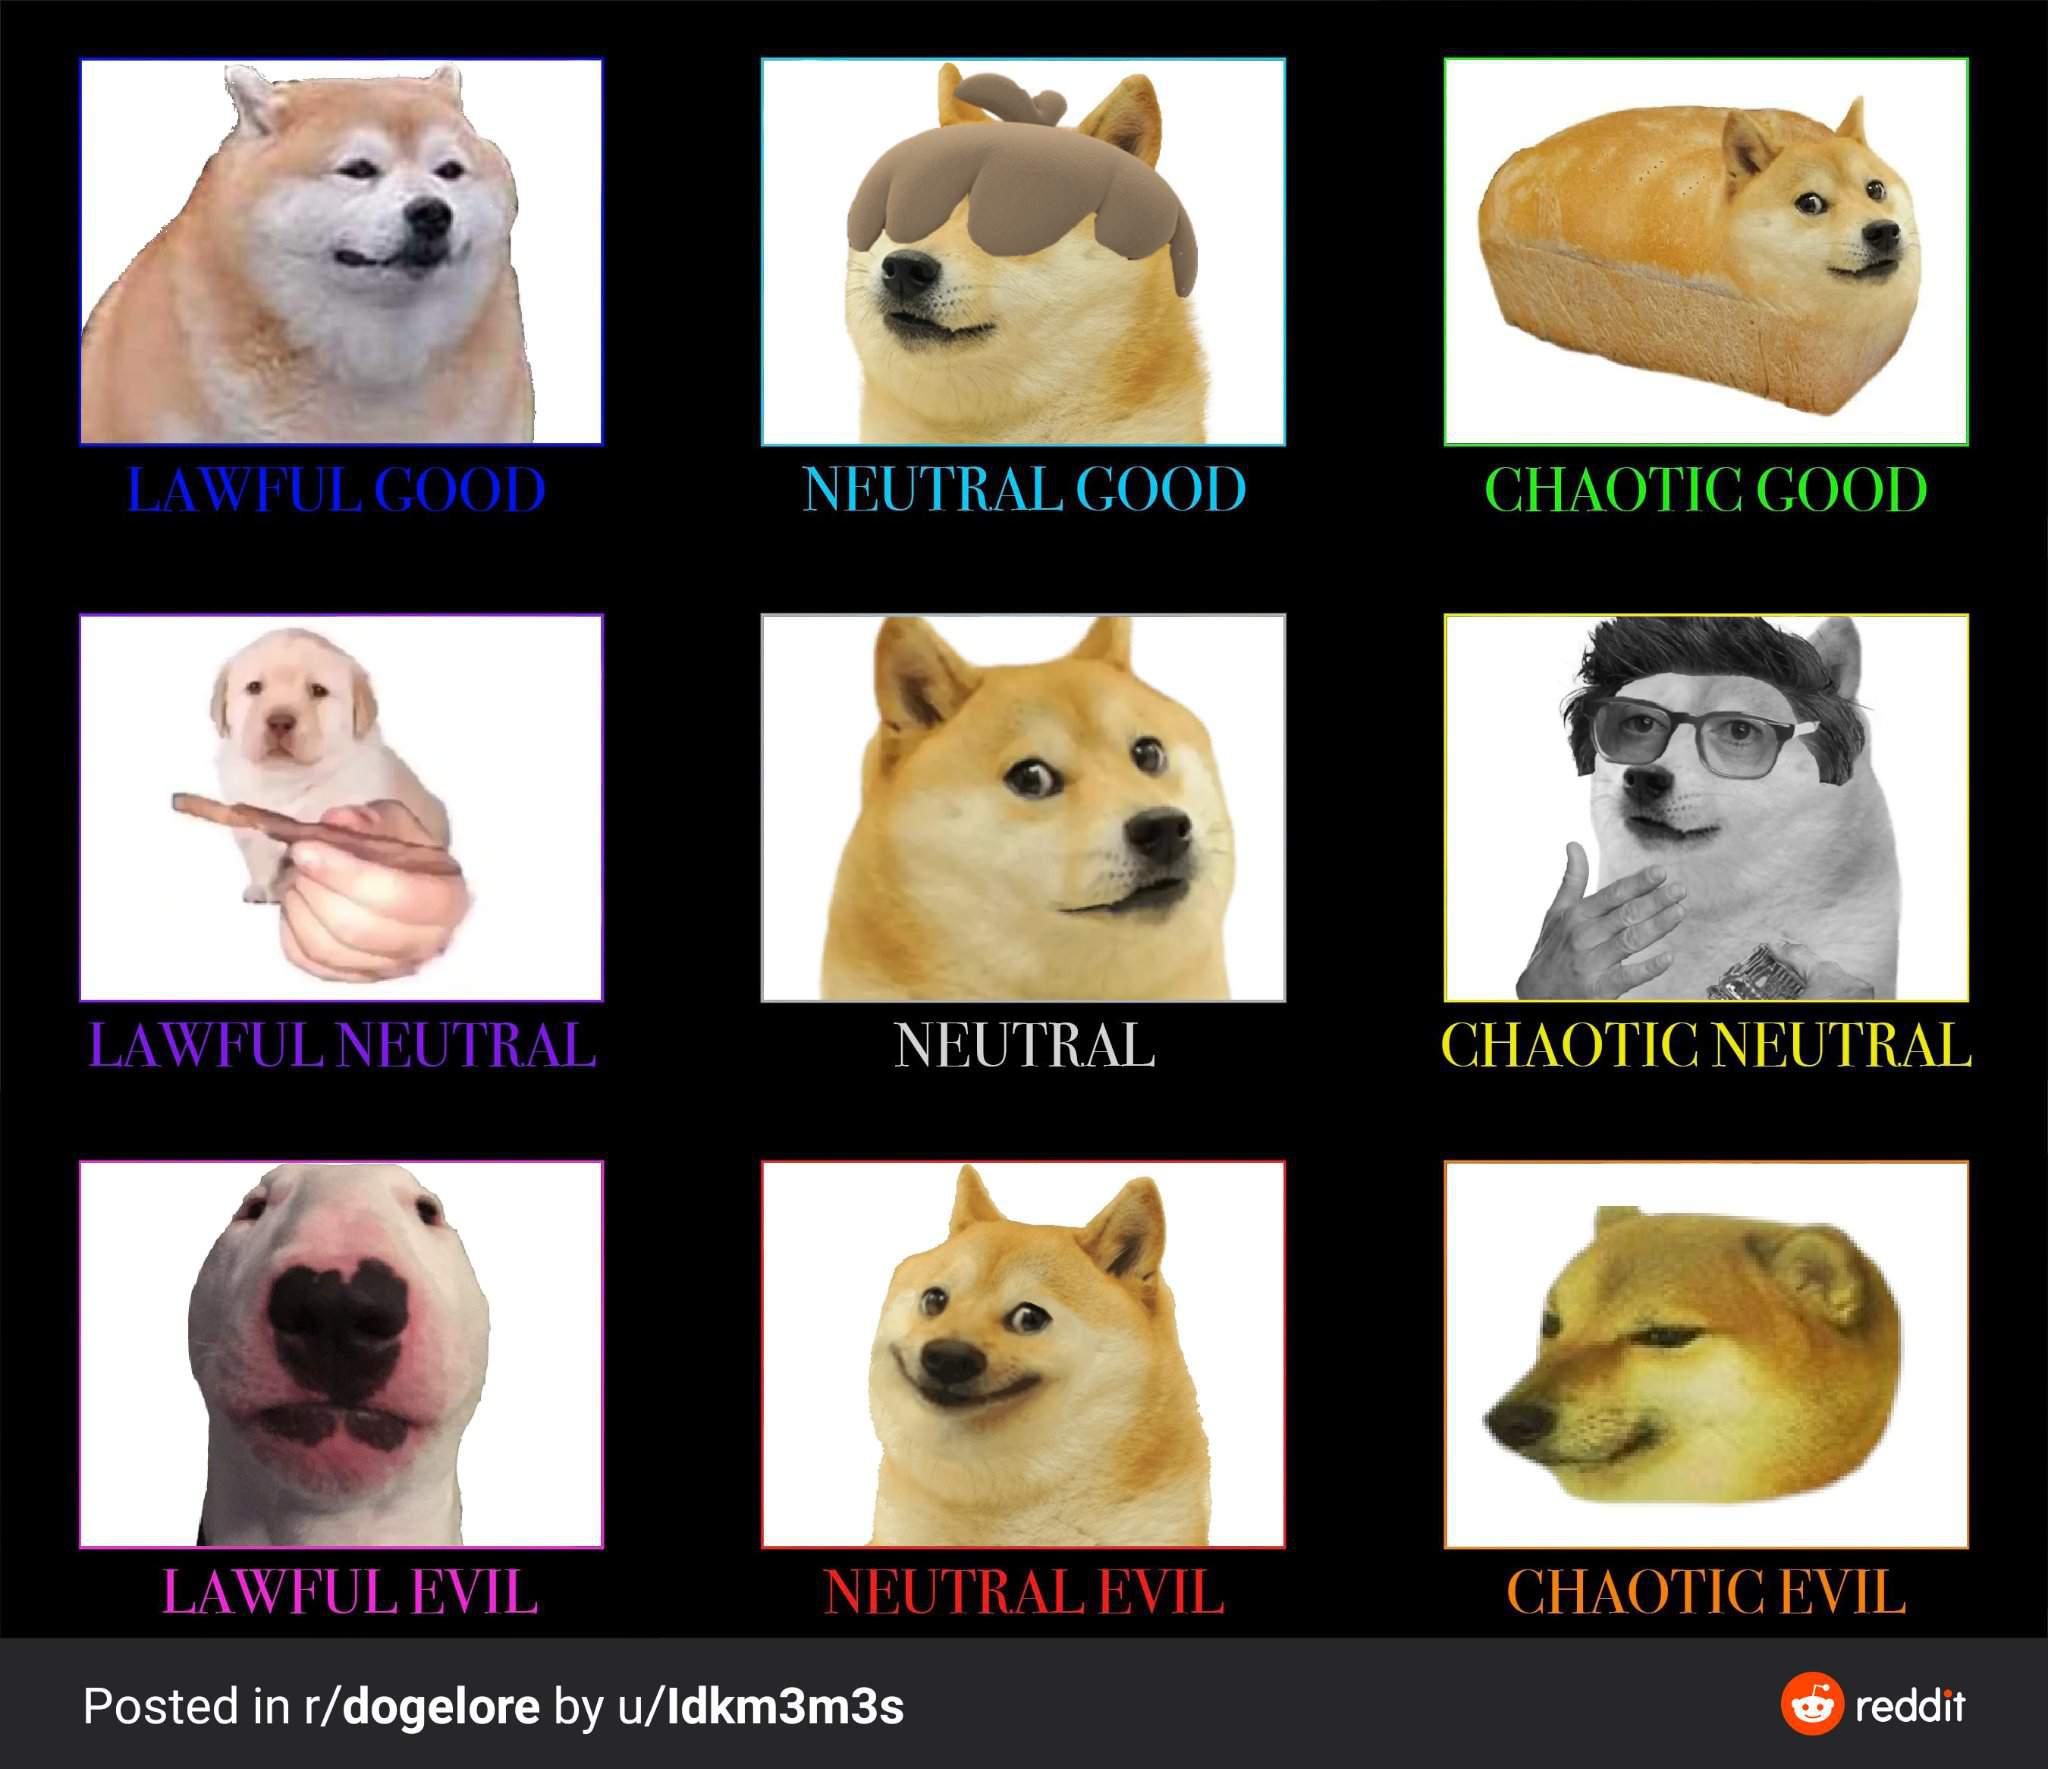 LAWFUL GOOD
NEUTRAL GOOD
CHAOTIC GOOD
LAWFUL NEUTRAL
NEUTRAL
CHAOTIC NEUTRAL
LAWFUL EVIL
NEUTRAL EVIL
CHAOTIC EVIL
Posted in r/dogelore by u/Idkm3m3s
reddit